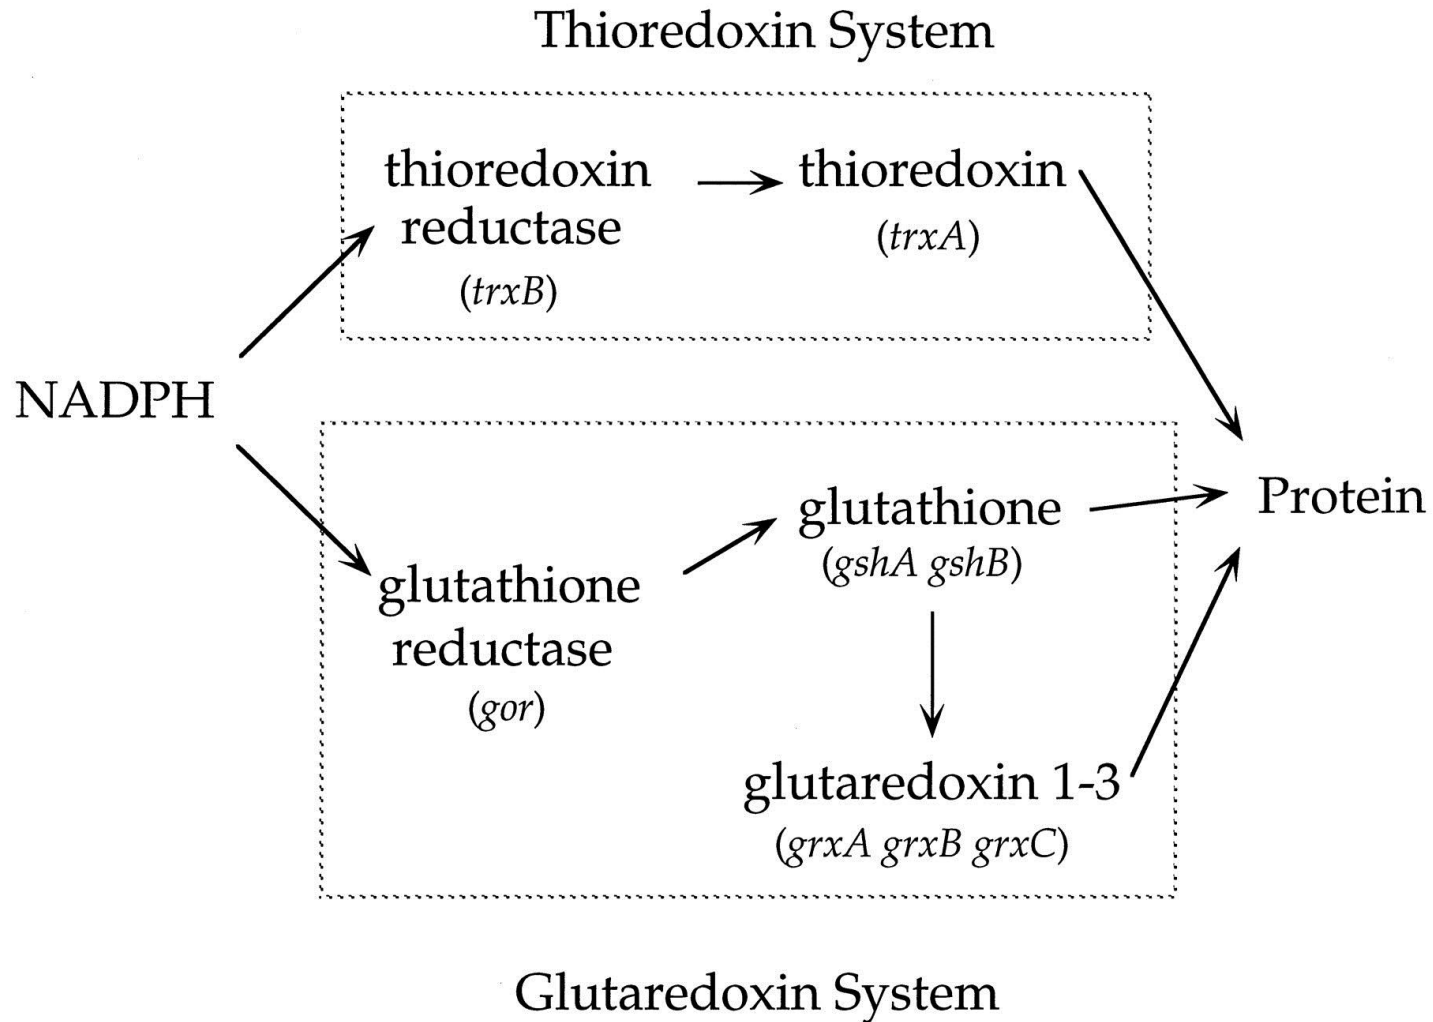 Thioredoxin System
thioredoxin
reductase
(trxB)
thioredoxin
(trxA)
NADPH
glutathione
reductase
(gor)
glutathione
(gshA gshB)
glutaredoxin 1-3
(grxA grxB grxC)
Protein
Glutaredoxin System